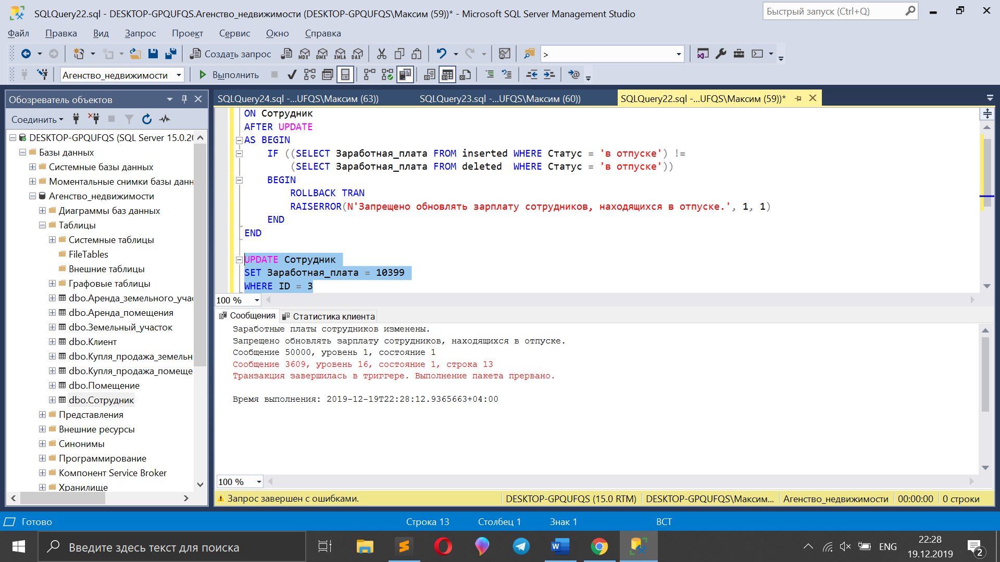 SQLQuery22.sql - DESKTOP-GPQUFQS.Агенство_недвижимости (DESKTOP-GPQUFQS\Максим (59))* - Microsoft SQL Server Management Studio
Быстрый запуск (Ctrl+Q)
Файл Правка Вид Запрос Проект Сервис Окно Справка
Создать запрос MDX DMX XMLA DAX >
Агенство_недвижимости Выполнить
Обозреватель объектов
Соединить
DESKTOP-GPQUFQS (SQL Server 15.0.20
Базы данных
Системные базы данных
Моментальные снимки базы данн
Агенство_недвижимости
Диаграммы баз данных
Таблицы
Системные таблицы
FileTables
Внешние таблицы
Графовые таблицы
dbo.Аренда_земельного_учас
dbo.Аренда_помещения
dbo.Земельный_участок
dbo.Клиент
dbo.Купля_продажа_земельн
dbo.Купля_продажа_помеще
dbo.Помещение
dbo.Сотрудник
Представления
Внешние ресурсы
Синонимы
Программирование
Компонент Service Broker
Хранилище
SQLQuery24.sql -...UFQS\Максим (63)) SQLQuery23.sql -...UFQS\Максим (60)) SQLQuery22.sql -...UFQS\Максим (59))*
ON Сотрудник
AFTER UPDATE
AS BEGIN
IF ((SELECT Заработная_плата FROM inserted WHERE Статус = 'в отпуске') !=
(SELECT Заработная_плата FROM deleted WHERE Статус = 'в отпуске'))
BEGIN
ROLLBACK TRAN
RAISERROR(N'Запрещено обновлять зарплату сотрудников, находящихся в отпуске.', 1, 1)
END
END
UPDATE Сотрудник
SET Заработная_плата = 10399
WHERE ID = 3
100 %
Сообщения Статистика клиента
Заработные платы сотрудников изменены.
Запрещено обновлять зарплату сотрудников, находящихся в отпуске.
Сообщение 50000, уровень 1, состояние 1
Сообщение 3609, уровень 16, состояние 1, строка 13
Транзакция завершилась в триггере. Выполнение пакета прервано.
Время выполнения: 2019-12-19T22:28:12.9365663+04:00
100 %
Запрос завершен с ошибками. DESKTOP-GPQUFQS (15.0 RTM) DESKTOP-GPQUFQS\Максим... Агенство_недвижимости 00:00:00 0 строки
Готово Строка 13 Столбец 1 Знак 1 ВСТ
Введите здесь текст для поиска
ENG
22:28
19.12.2019
2